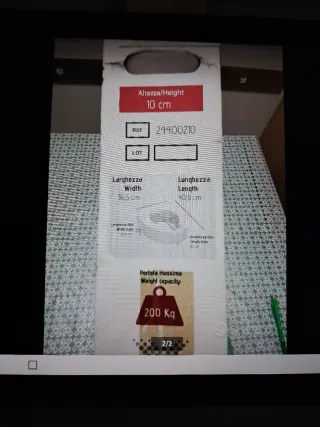 Altezza/Height
10 cm
REF 24400210
LOT
Larghezza Lunghezza
Width Length
36,5 cm 40,5 cm
Portata massima
Weight capacity
200 Kg
2/2